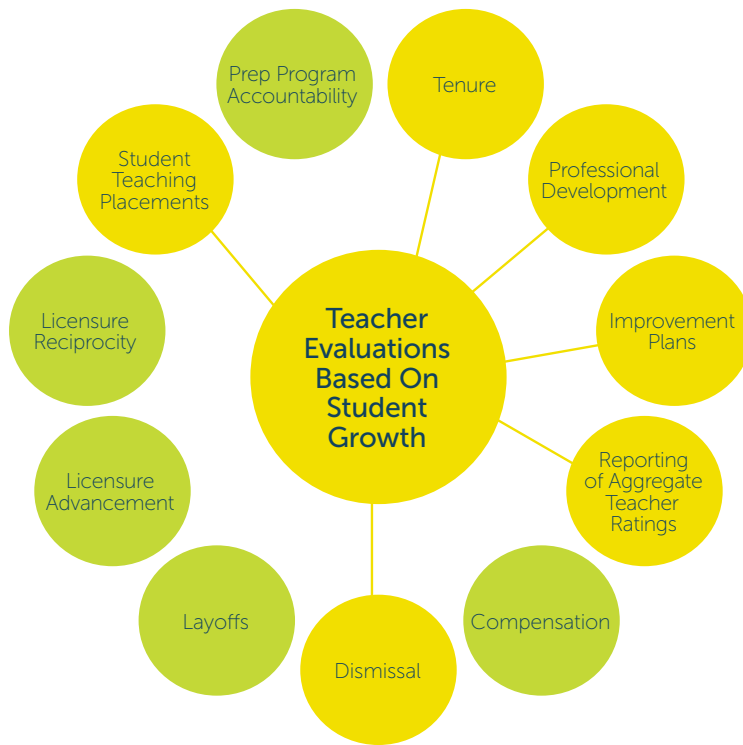 Prep Program
Accountability
Tenure
Student
Teaching
Placements
Professional
Development
Licensure
Reciprocity
Teacher
Evaluations
Based On
Student
Growth
Improvement
Plans
Licensure
Advancement
Reporting
of Aggregate
Teacher
Ratings
Layoffs
Compensation
Dismissal